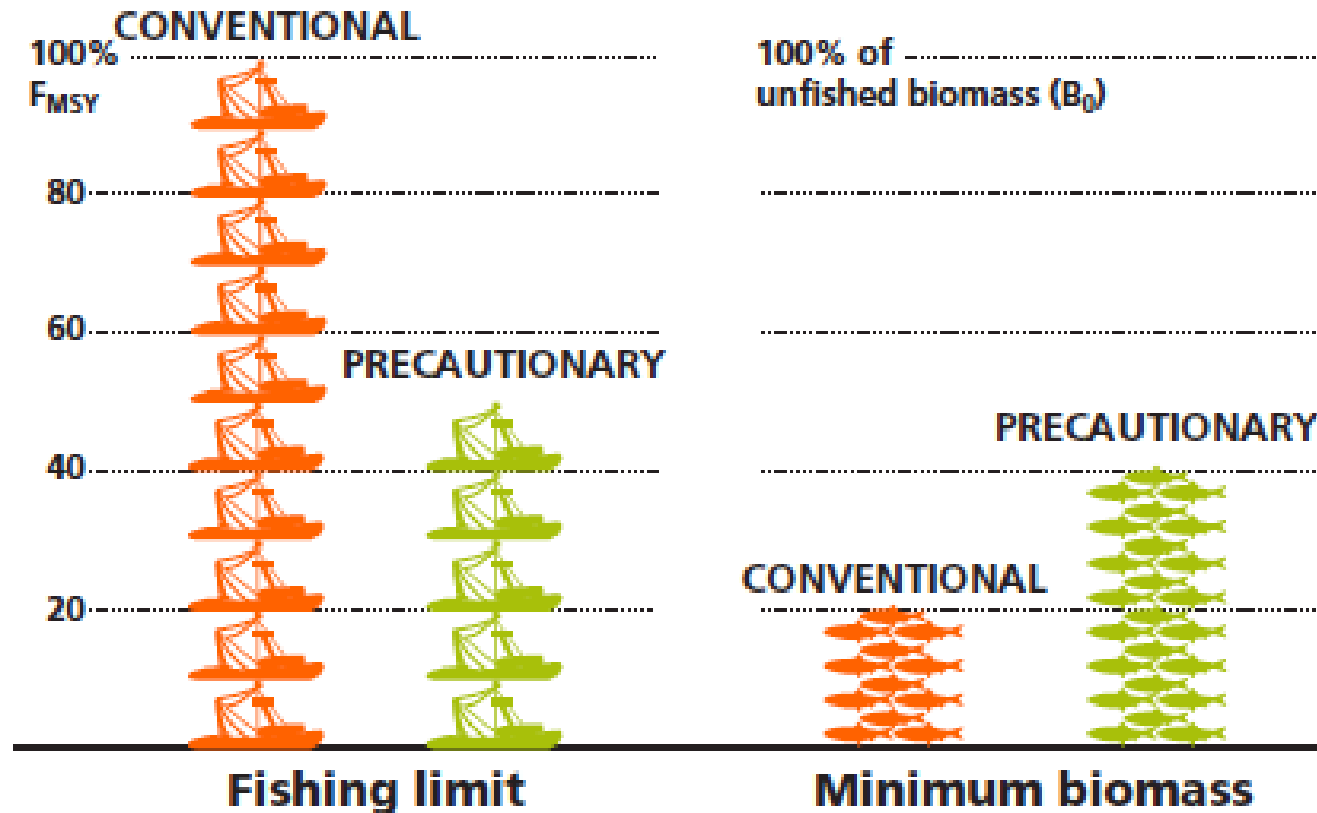 CONVENTIONAL
100%
FMSY
80
60
PRECAUTIONARY
40
20
Fishing limit
100% of
unfished biomass (B₀)
PRECAUTIONARY
CONVENTIONAL
Minimum biomass